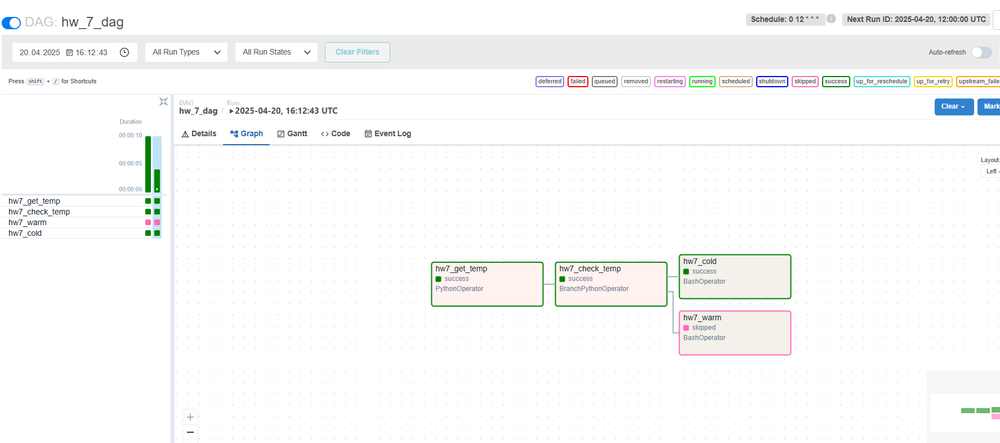 DAG: hw_7_dag
Schedule: 0 12 * * *
Next Run ID: 2025-04-20, 12:00:00 UTC
20.04.2025 16:12:43
All Run Types
All Run States
Clear Filters
Auto-refresh
Press shift + / for Shortcuts
deferred failed queued removed restarting running scheduled shutdown skipped success up_for_reschedule up_for_retry upstream_faile
DAG
hw_7_dag
/
Run
2025-04-20, 16:12:43 UTC
Clear
Mark
Duration
00:00:10
00:00:05
00:00:00
hw7_get_temp
hw7_check_temp
hw7_warm
hw7_cold
Details
Graph
Gantt
Code
Event Log
Layout:
Left -
hw7_get_temp
success
PythonOperator
hw7_check_temp
success
BranchPythonOperator
hw7_cold
success
BashOperator
hw7_warm
skipped
BashOperator